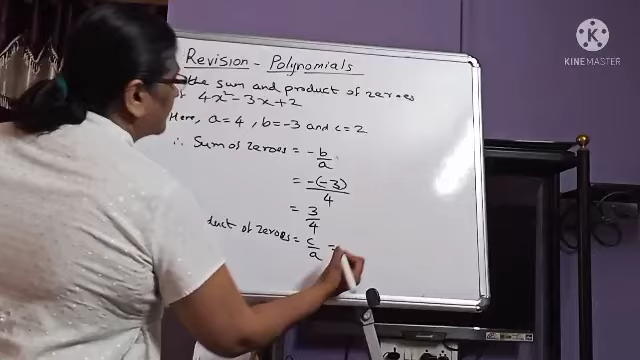 Revision - Polynomials
the sum and product of zeroes
of 4x² - 3x + 2
Here, a = 4, b = -3 and c = 2
∴ Sum of zeroes = -b/a
= -(-3)/4
= 3/4
duct of zeroes = c/a =
KINEMASTER